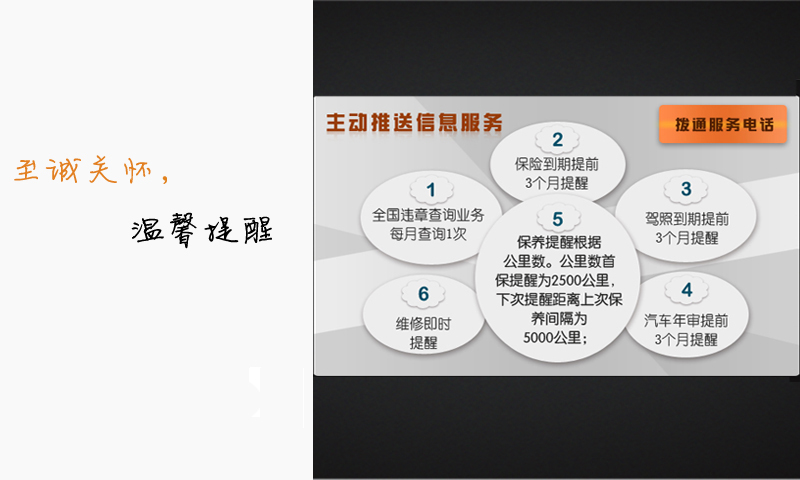 至诚关怀,
温馨提醒
主动推送信息服务
拨通服务电话
1
全国违章查询业务
每月查询1次
2
保险到期提前
3个月提醒
3
驾照到期提前
3个月提醒
4
汽车年审提前
3个月提醒
5
保养提醒根据
公里数。公里数首
保提醒为2500公里,
下次提醒距离上次保
养间隔为
5000公里;
6
维修即时
提醒